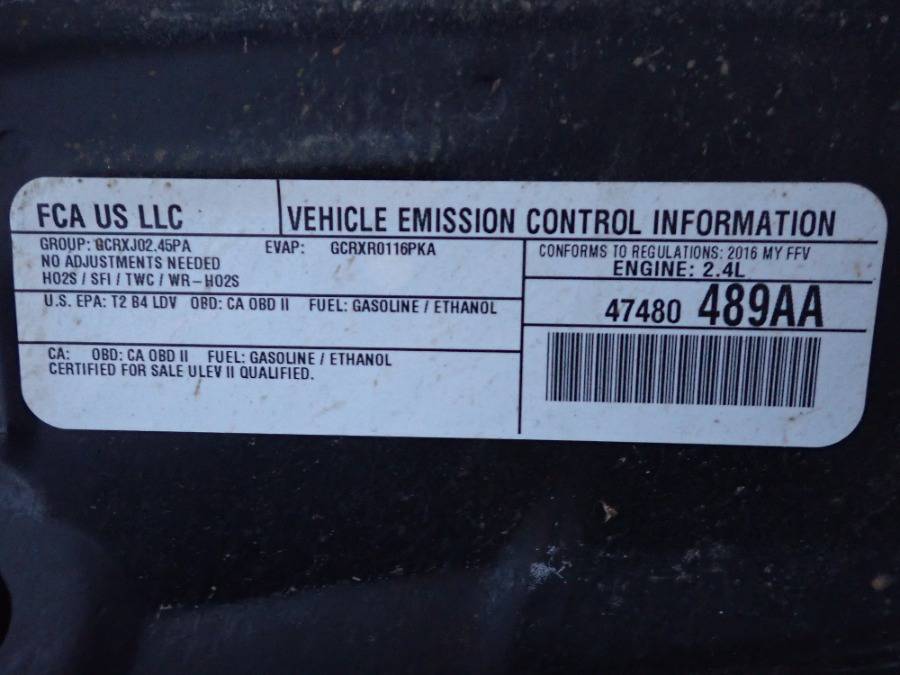 FCA US LLC
VEHICLE EMISSION CONTROL INFORMATION
GROUP: GCRXJ02.45PA EVAP: GCRXR0116PKA
NO ADJUSTMENTS NEEDED
HO2S / SFI / TWC / WR-HO2S
CONFORMS TO REGULATIONS: 2016 MY FFV
ENGINE: 2.4L
U.S. EPA: T2 B4 LDV OBD: CA OBD II FUEL: GASOLINE / ETHANOL
47480 489AA
CA: OBD: CA OBD II FUEL: GASOLINE / ETHANOL
CERTIFIED FOR SALE ULEV II QUALIFIED.